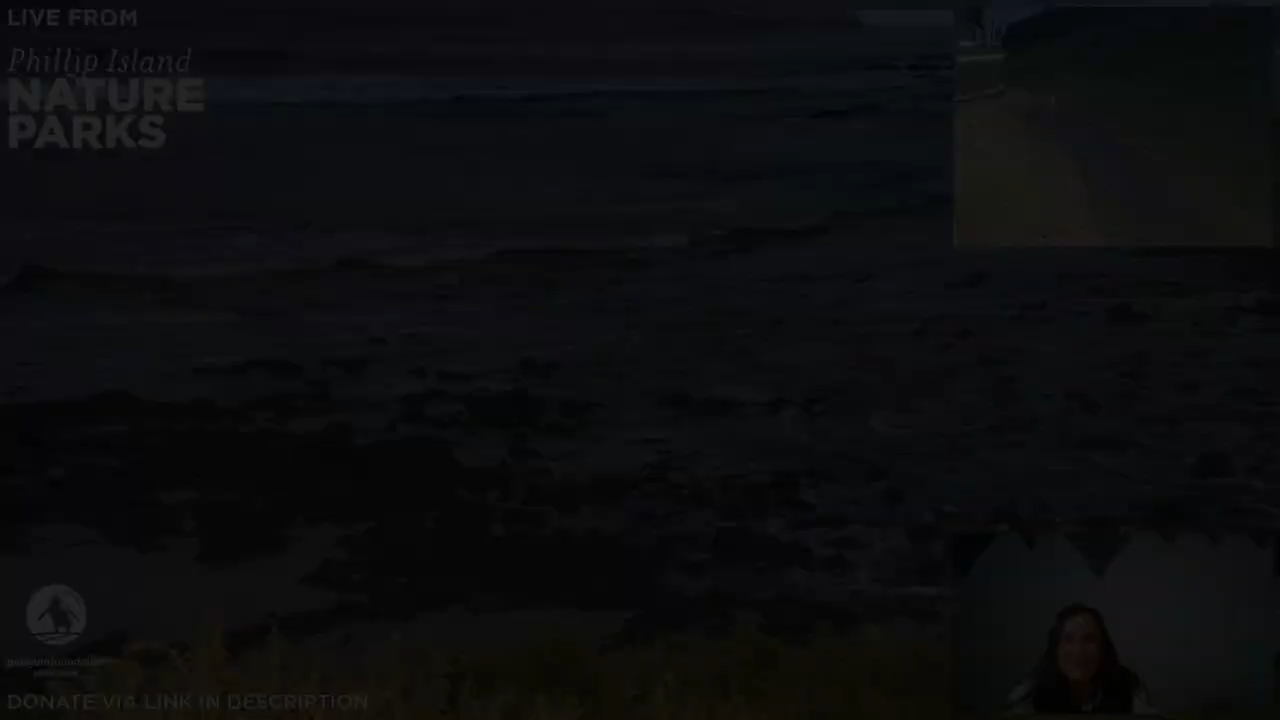 LIVE FROM
Phillip Island
NATURE
PARKS
DONATE VIA LINK IN DESCRIPTION